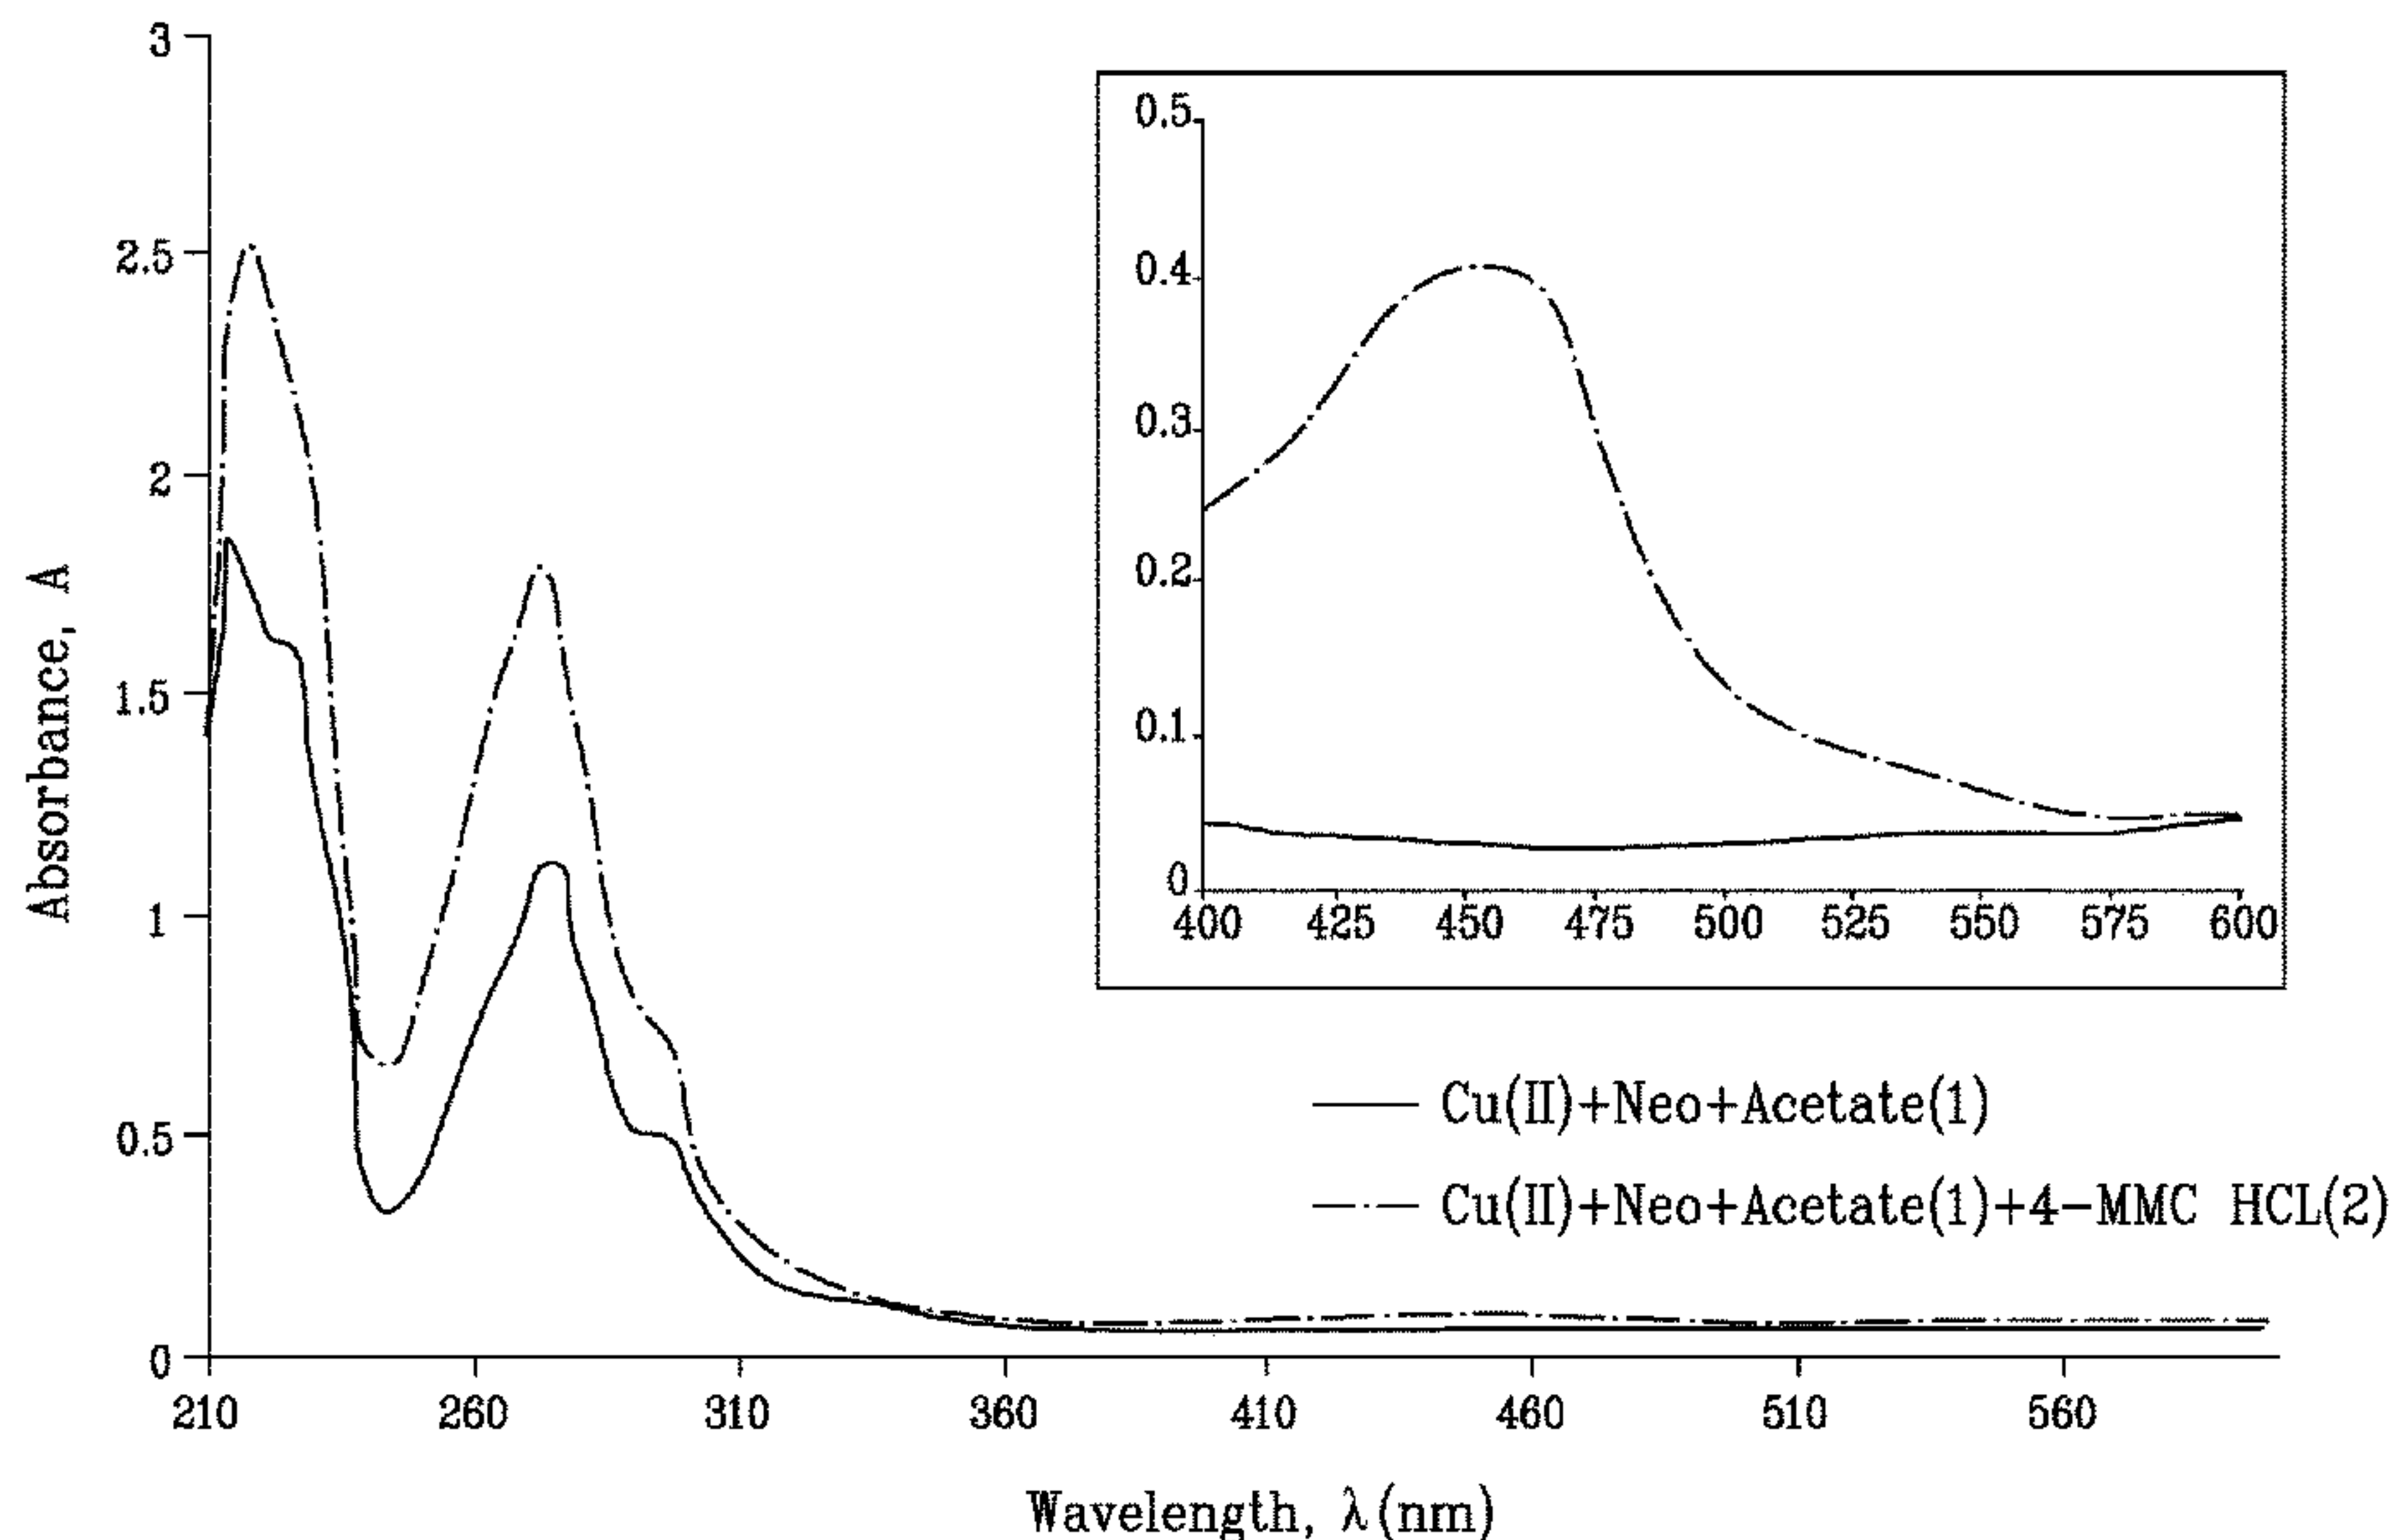 3
2.5
2
1.5
1
0.5
0
210 260 310 360 410 460 510 560
Absorbance, A
Wavelength, λ(nm)
0.5
0.4
0.3
0.2
0.1
0
400 425 450 475 500 525 550 575 600
Cu(II)+Neo+Acetate(1)
Cu(II)+Neo+Acetate(1)+4-MMC HCL(2)